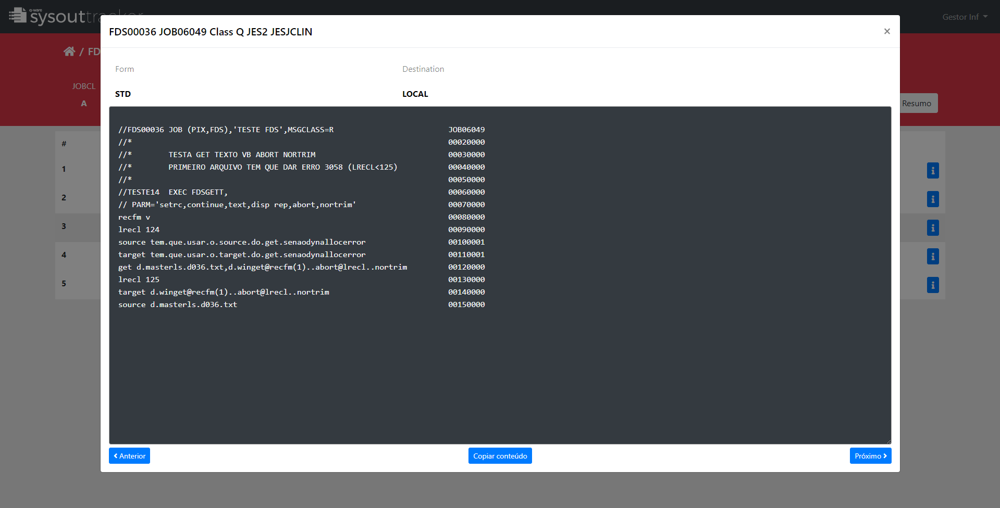 q-ware
sysouttracker
Gestor Inf
FDS00036 JOB06049 Class Q JES2 JESJCLIN
×
/ FD
Form Destination
JOBCL
STD LOCAL
A
Resumo
//FDS00036 JOB (PIX,FDS),'TESTE FDS',MSGCLASS=R JOB06049
//* 00020000
//* TESTA GET TEXTO VB ABORT NORTRIM 00030000
//* PRIMEIRO ARQUIVO TEM QUE DAR ERRO 3058 (LRECL<125) 00040000
//* 00050000
//TESTE14 EXEC FDSGETT, 00060000
// PARM='setrc,continue,text,disp rep,abort,nortrim' 00070000
recfm v 00080000
lrecl 124 00090000
source tem.que.usar.o.source.do.get.senaodynallocerror 00100001
target tem.que.usar.o.target.do.get.senaodynallocerror 00110001
get d.masterls.d036.txt,d.winget@recfm(1)..abort@lrecl..nortrim 00120000
lrecl 125 00130000
target d.winget@recfm(1)..abort@lrecl..nortrim 00140000
source d.masterls.d036.txt 00150000
#
1
2
3
4
5
Anterior
Copiar conteúdo
Próximo